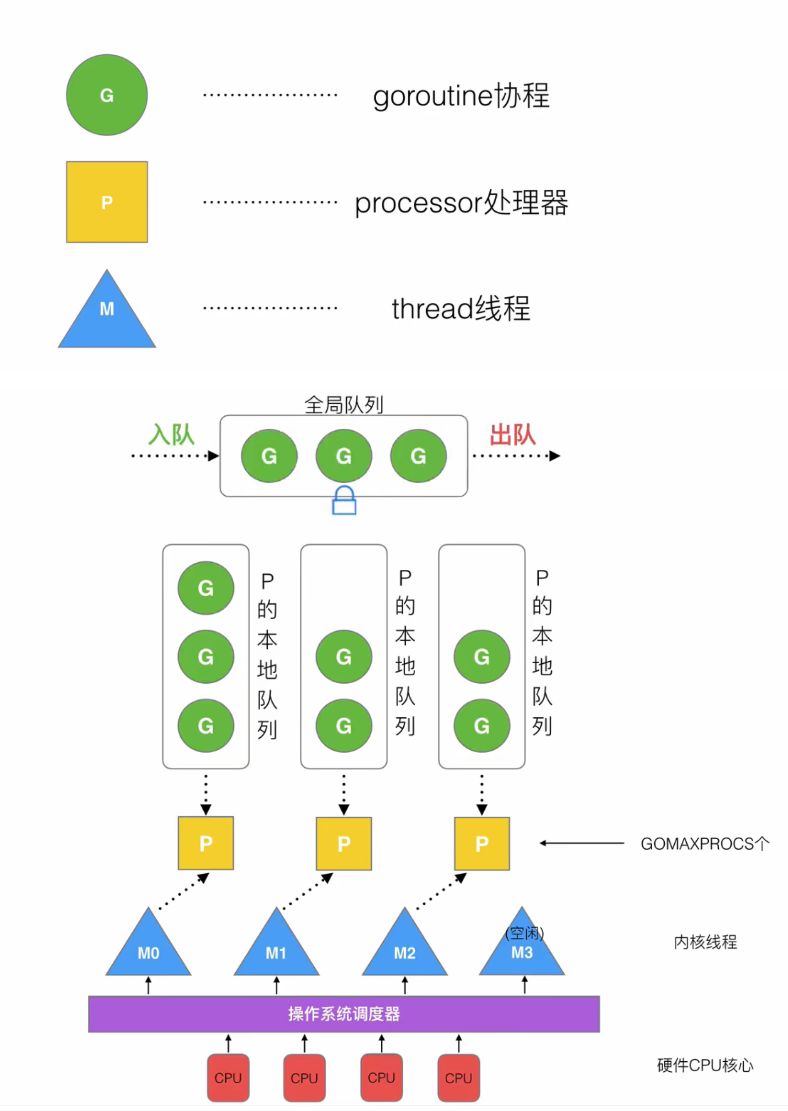 G goroutine协程
P processor处理器
M thread线程
全局队列
入队
G G G
出队
G
G
G
P的本地队列
G
G
P的本地队列
G
G
P的本地队列
P P P
GOMAXPROCS个
M0 M1 M2 (空闲) M3
内核线程
操作系统调度器
CPU CPU CPU CPU
硬件CPU核心